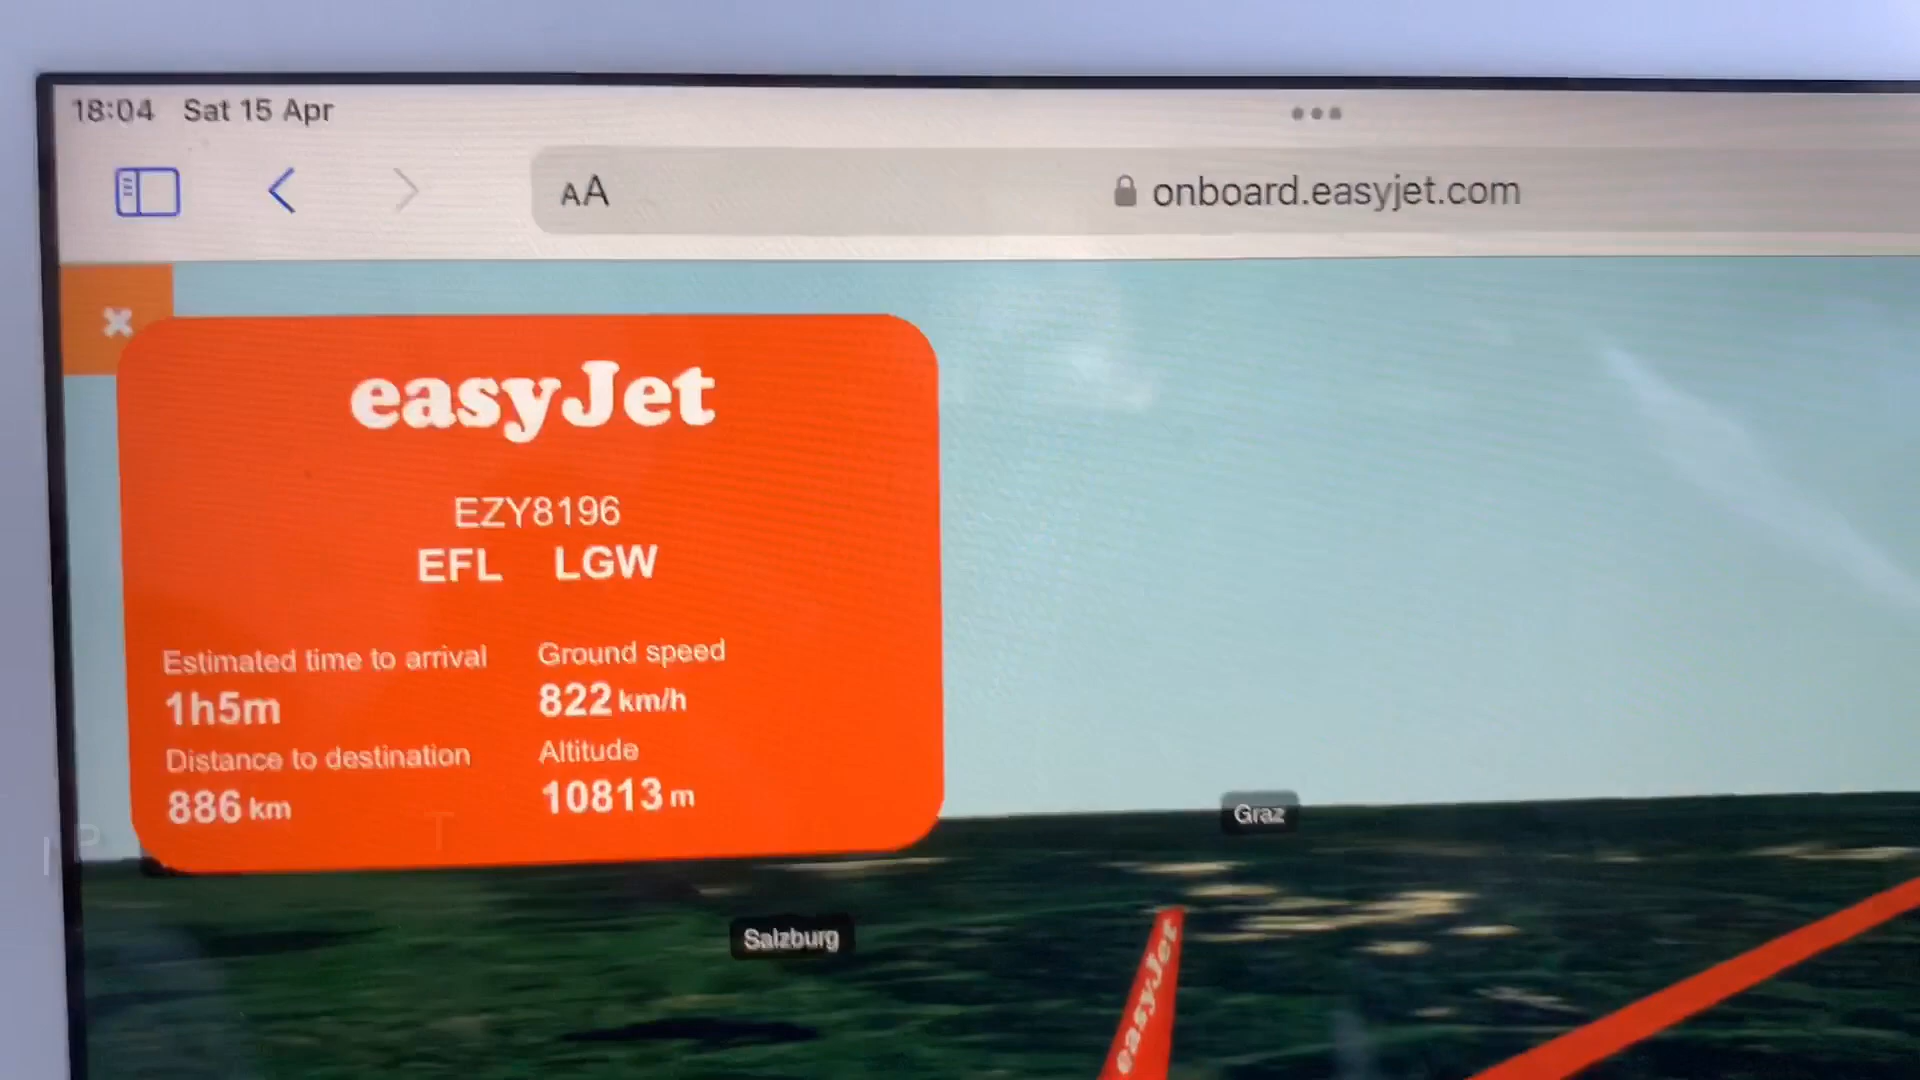 18:04 Sat 15 Apr
AA
onboard.easyjet.com
easyJet
EZY8196
EFL LGW
Estimated time to arrival
1h5m
Ground speed
822 km/h
Distance to destination
886 km
Altitude
10813 m
Graz
Salzburg
easyJet